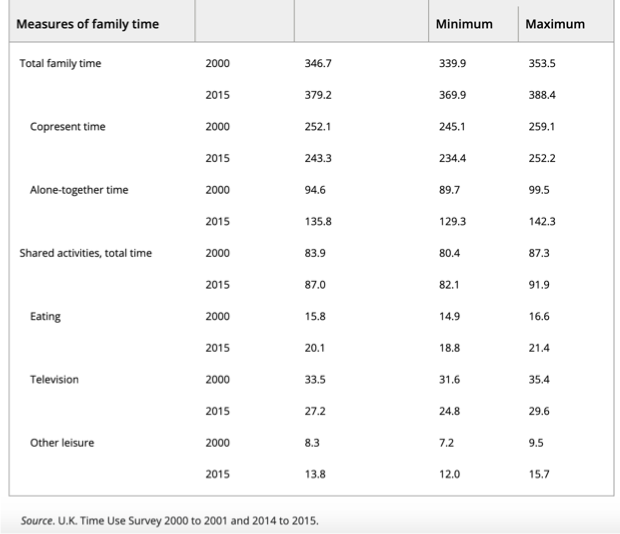 Measures of family time Minimum Maximum
Total family time 2000 346.7 339.9 353.5
2015 379.2 369.9 388.4
Copresent time 2000 252.1 245.1 259.1
2015 243.3 234.4 252.2
Alone-together time 2000 94.6 89.7 99.5
2015 135.8 129.3 142.3
Shared activities, total time 2000 83.9 80.4 87.3
2015 87.0 82.1 91.9
Eating 2000 15.8 14.9 16.6
2015 20.1 18.8 21.4
Television 2000 33.5 31.6 35.4
2015 27.2 24.8 29.6
Other leisure 2000 8.3 7.2 9.5
2015 13.8 12.0 15.7
Source. U.K. Time Use Survey 2000 to 2001 and 2014 to 2015.